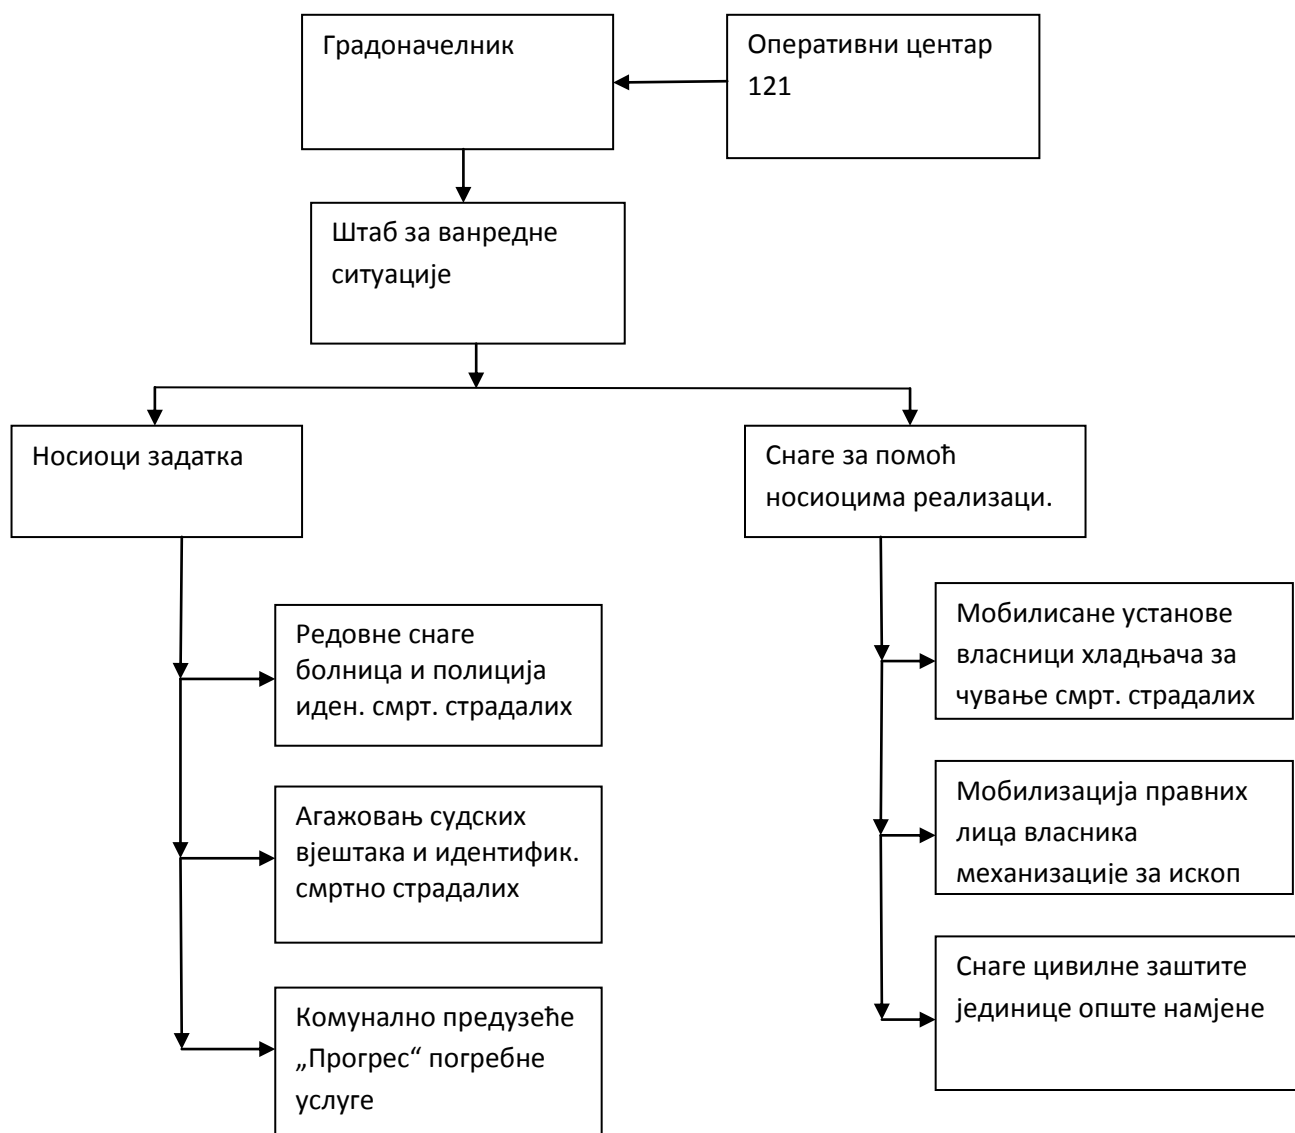 Градоначелник
Оперативни центар
121
Штаб за ванредне
ситуације
Носиоци задатка
Снаге за помоћ
носиоцима реализаци.
Редовне снаге
болница и полиција
иден. смрт. страдалих
Агажовањ судских
вјештака и идентифик.
смртно страдалих
Комунално предузеће
„Прогрес“ погребне
услуге
Мобилисане установе
власници хладњача за
чување смрт. страдалих
Мобилизација правних
лица власника
механизације за ископ
Снаге цивилне заштите
јединице опште намјене